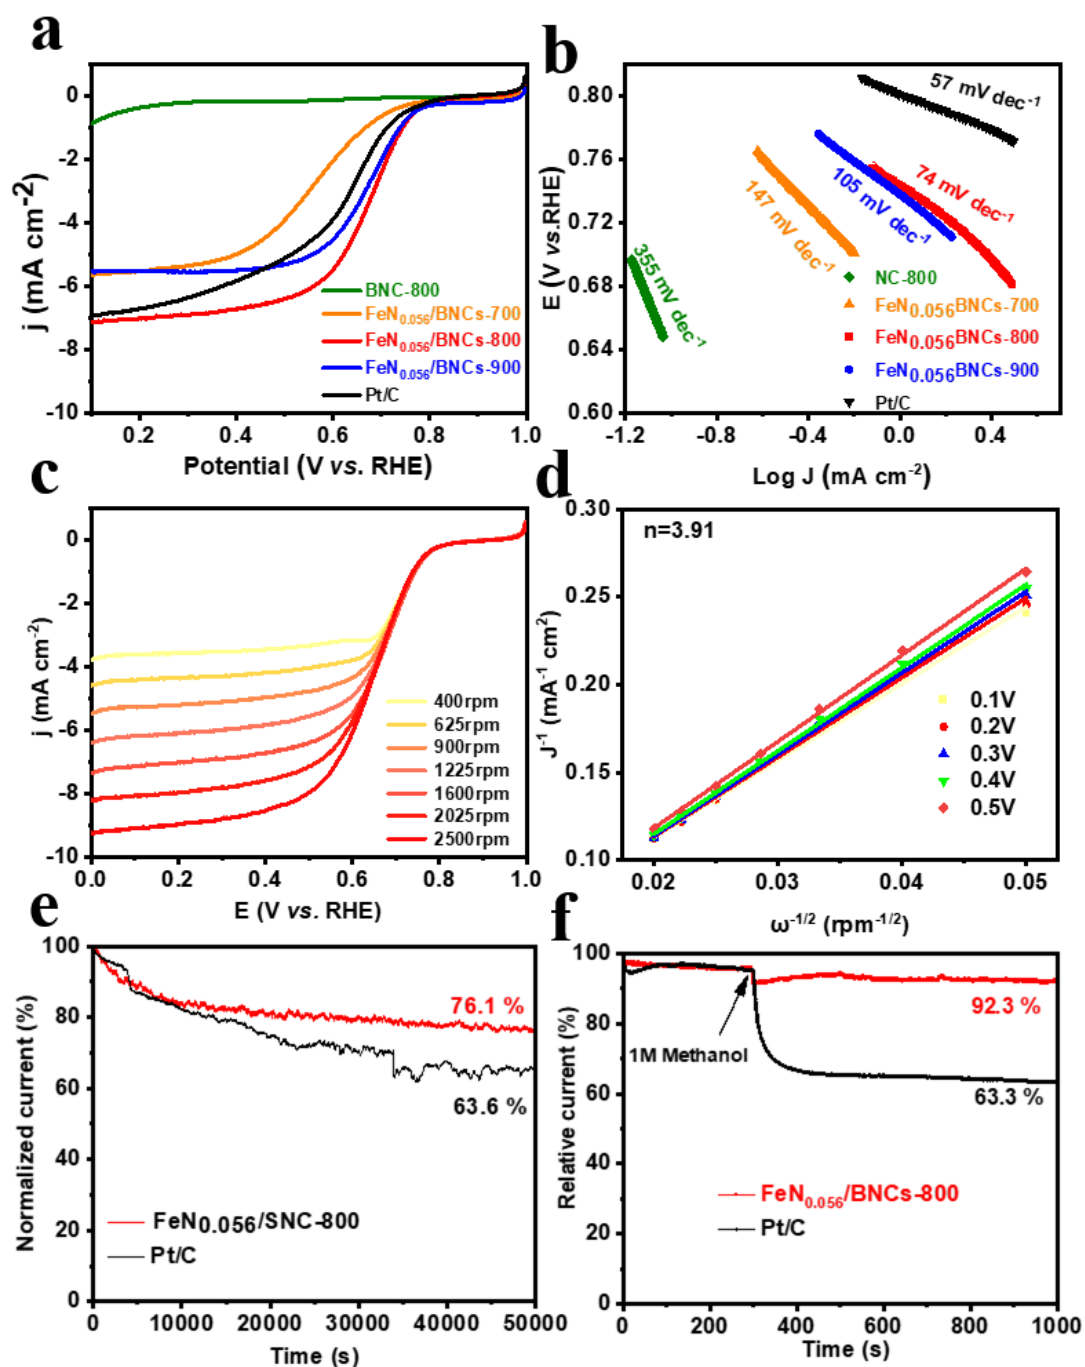 a
j (mA cm⁻²)
0
-2
-4
-6
-8
-10
0.2
0.4
0.6
0.8
1.0
Potential (V vs. RHE)
BNC-800
FeN₀.₀₅₆/BNCs-700
FeN₀.₀₅₆/BNCs-800
FeN₀.₀₅₆/BNCs-900
Pt/C
b
E (V vs.RHE)
0.80
0.76
0.72
0.68
0.64
0.60
-1.2
-0.8
-0.4
0.0
0.4
Log J (mA cm⁻²)
57 mV dec⁻¹
74 mV dec⁻¹
105 mV dec⁻¹
147 mV dec⁻¹
355 mV dec⁻¹
NC-800
FeN₀.₀₅₆BNCs-700
FeN₀.₀₅₆BNCs-800
FeN₀.₀₅₆BNCs-900
Pt/C
c
j (mA cm⁻²)
0
-2
-4
-6
-8
-10
0.0
0.2
0.4
0.6
0.8
1.0
E (V vs. RHE)
400rpm
625rpm
900rpm
1225rpm
1600rpm
2025rpm
2500rpm
d
n=3.91
J⁻¹ (mA⁻¹ cm²)
0.30
0.25
0.20
0.15
0.10
0.02
0.03
0.04
0.05
ω⁻¹/² (rpm⁻¹/²)
0.1V
0.2V
0.3V
0.4V
0.5V
e
Normalized current (%)
100
80
60
40
20
0
0
10000
20000
30000
40000
50000
Time (s)
76.1 %
63.6 %
FeN₀.₀₅₆/SNC-800
Pt/C
f
Relative current (%)
100
80
60
40
20
0
0
200
400
600
800
1000
Time (s)
1M Methanol
92.3 %
63.3 %
FeN₀.₀₅₆/BNCs-800
Pt/C